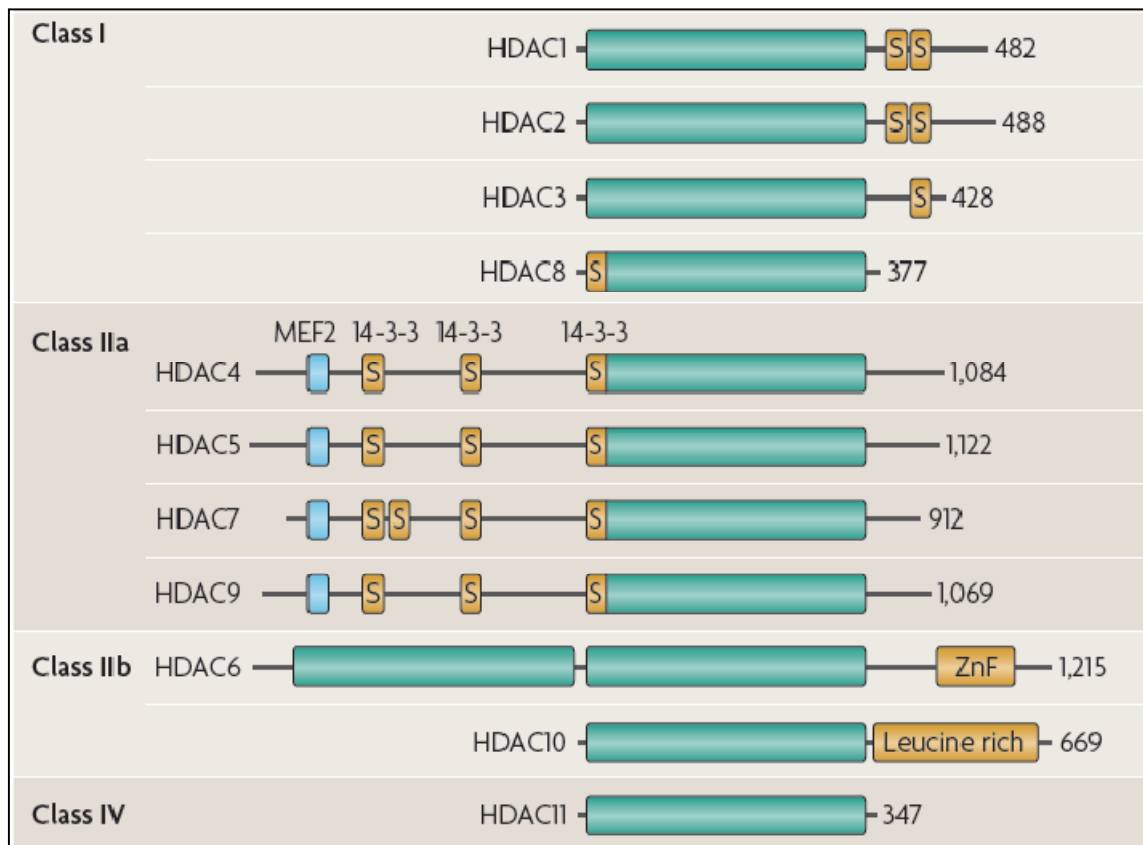 Class I
HDAC1 S S 482
HDAC2 S S 488
HDAC3 S 428
HDAC8 S 377
Class IIa
MEF2 14-3-3 14-3-3 14-3-3
HDAC4 S S S 1,084
HDAC5 S S S 1,122
HDAC7 S S S S 912
HDAC9 S S S 1,069
Class IIb HDAC6 ZnF 1,215
HDAC10 Leucine rich 669
Class IV HDAC11 347